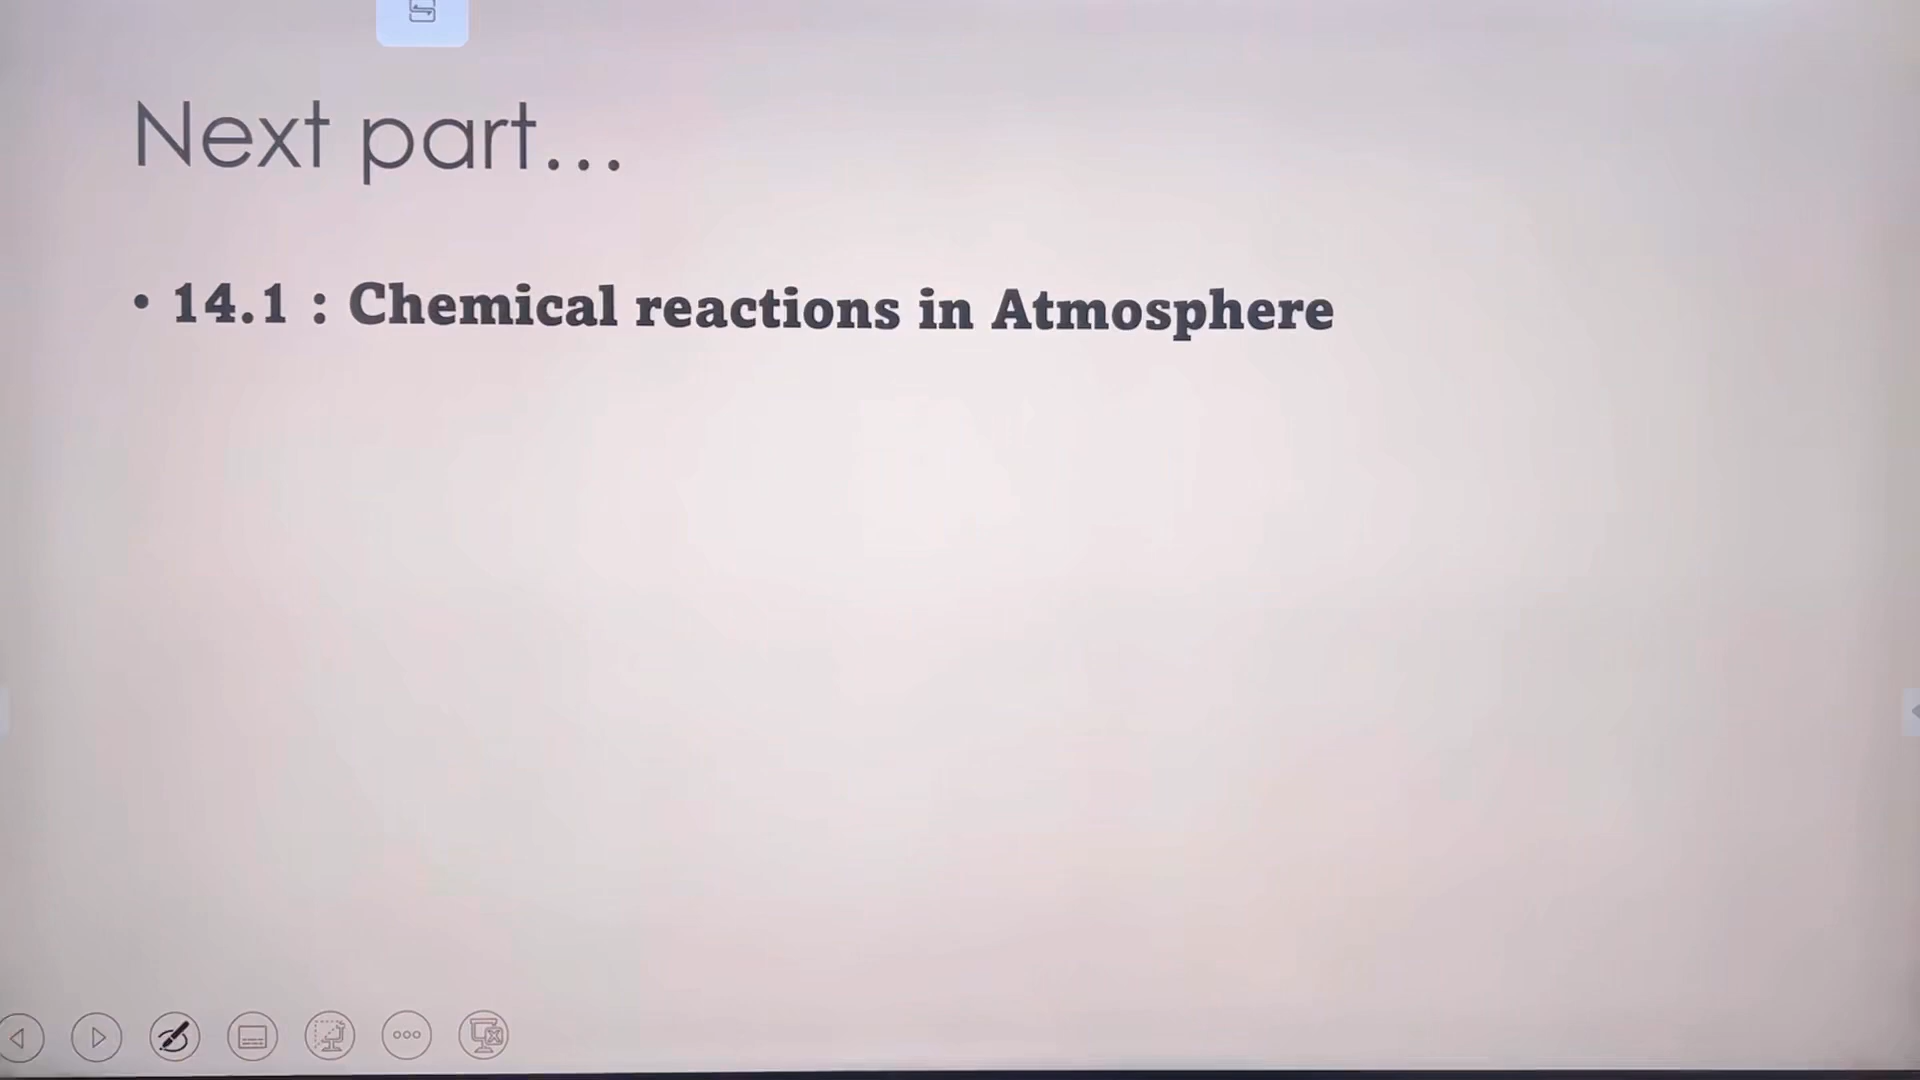 Next part...
• 14.1 : Chemical reactions in Atmosphere